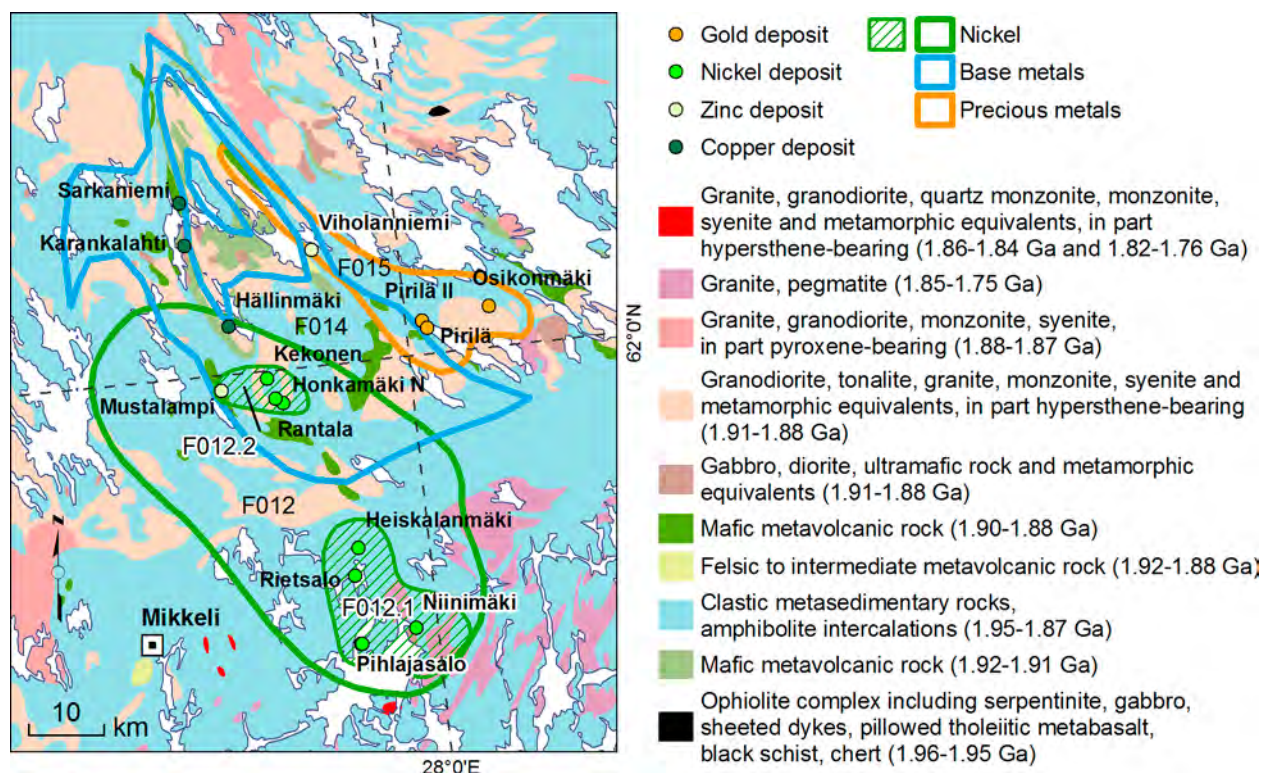 Sarkaniemi
Karankalahti
Viholanniemi
F015
Osikonmäki
Pirilä II
Hällinmäki
F014
Pirilä
Kekonen
Honkamäki N
Mustalampi
Rantala
F012.2
F012
Heiskalanmäki
Rietsalo
F012.1
Niinimäki
Mikkeli
Pihlajasalo
N
10
km
62°0'N
28°0'E
Gold deposit
Nickel deposit
Zinc deposit
Copper deposit
Nickel
Base metals
Precious metals
Granite, granodiorite, quartz monzonite, monzonite,
syenite and metamorphic equivalents, in part
hypersthene-bearing (1.86-1.84 Ga and 1.82-1.76 Ga)
Granite, pegmatite (1.85-1.75 Ga)
Granite, granodiorite, monzonite, syenite,
in part pyroxene-bearing (1.88-1.87 Ga)
Granodiorite, tonalite, granite, monzonite, syenite and
metamorphic equivalents, in part hypersthene-bearing
(1.91-1.88 Ga)
Gabbro, diorite, ultramafic rock and metamorphic
equivalents (1.91-1.88 Ga)
Mafic metavolcanic rock (1.90-1.88 Ga)
Felsic to intermediate metavolcanic rock (1.92-1.88 Ga)
Clastic metasedimentary rocks,
amphibolite intercalations (1.95-1.87 Ga)
Mafic metavolcanic rock (1.92-1.91 Ga)
Ophiolite complex including serpentinite, gabbro,
sheeted dykes, pillowed tholeiitic metabasalt,
black schist, chert (1.96-1.95 Ga)